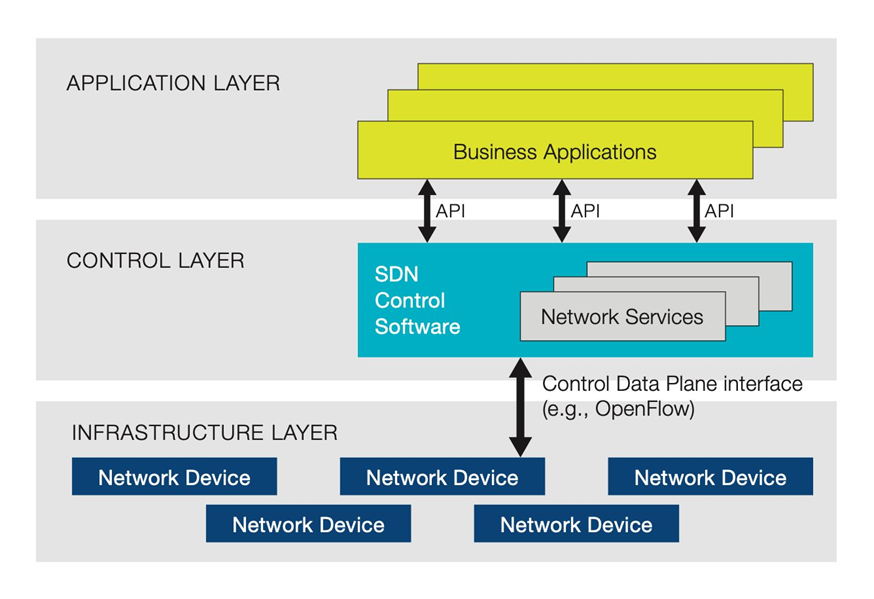 APPLICATION LAYER
Business Applications
API
API
API
CONTROL LAYER
SDN
Control
Software
Network Services
Control Data Plane interface
(e.g., OpenFlow)
INFRASTRUCTURE LAYER
Network Device
Network Device
Network Device
Network Device
Network Device